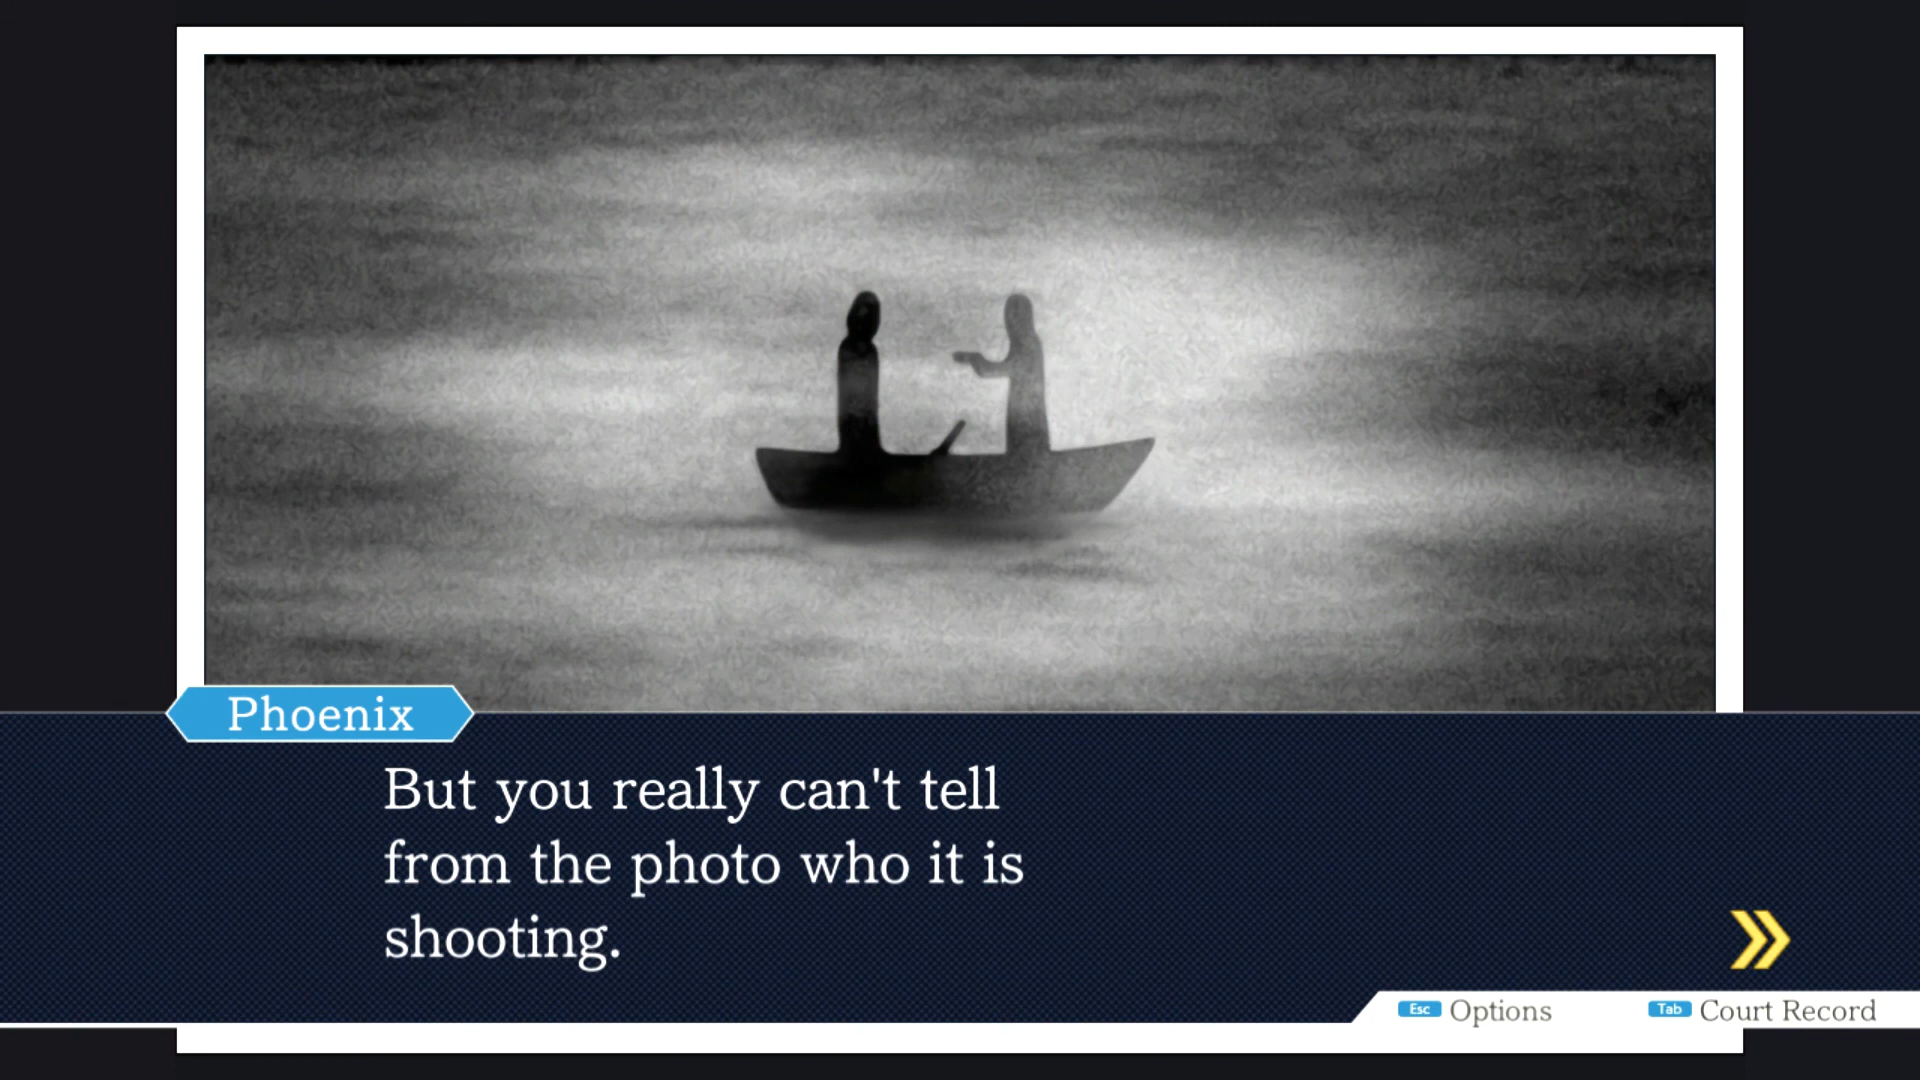 Phoenix
But you really can't tell
from the photo who it is
shooting.
Esc Options Tab Court Record